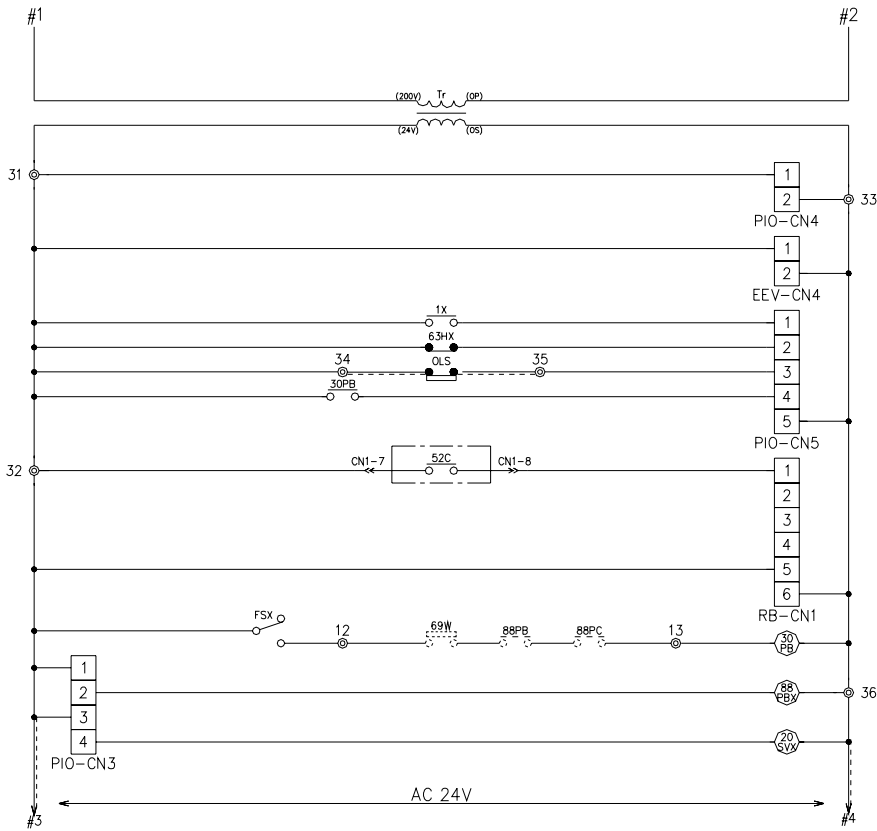 #1 #2
(200V) Tr (0P)
(24V) (0S)
31 1
2 33
PIO-CN4
1
2
EEV-CN4
1X 1
63HX 2
34 OLS 35 3
30PB 4
5
PIO-CN5
32 CN1-7 52C CN1-8 1
2
3
4
5
6
RB-CN1
FSX
12 69W 88PB 88PC 13 30 PB
1
2 88 PBX 36
3
4 20 SVX
PIO-CN3
AC 24V
#3 #4